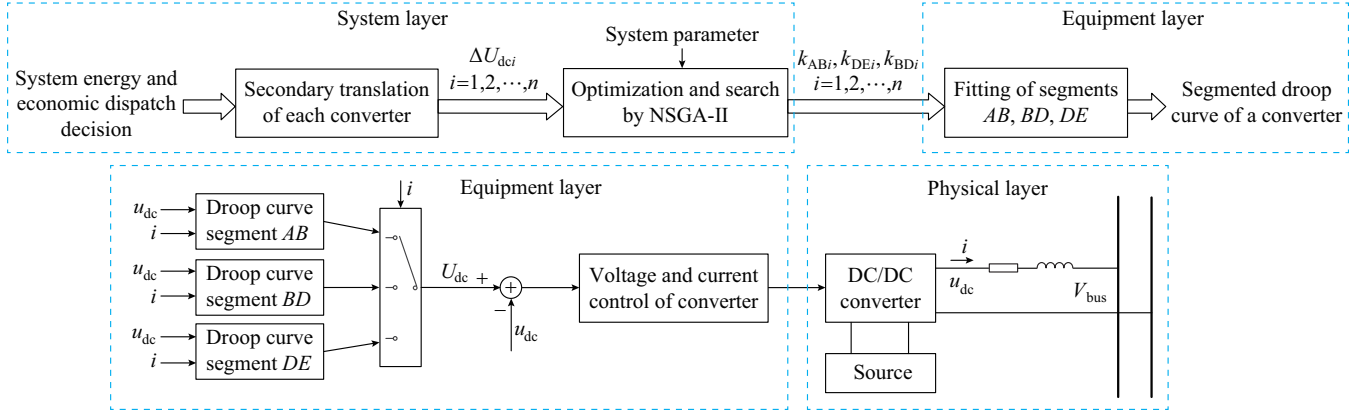 System layer
Equipment layer
System energy and
economic dispatch
decision
Secondary translation
of each converter
ΔU_dci
i=1,2,⋯,n
System parameter
Optimization and search
by NSGA-II
k_ABi, k_DEi, k_BDi
i=1,2,⋯,n
Fitting of segments
AB, BD, DE
Segmented droop
curve of a converter
Equipment layer
i
u_dc
i
Droop curve
segment AB
u_dc
i
Droop curve
segment BD
u_dc
i
Droop curve
segment DE
U_dc
+
+
−
u_dc
Voltage and current
control of converter
Physical layer
DC/DC
converter
Source
i
u_dc
V_bus